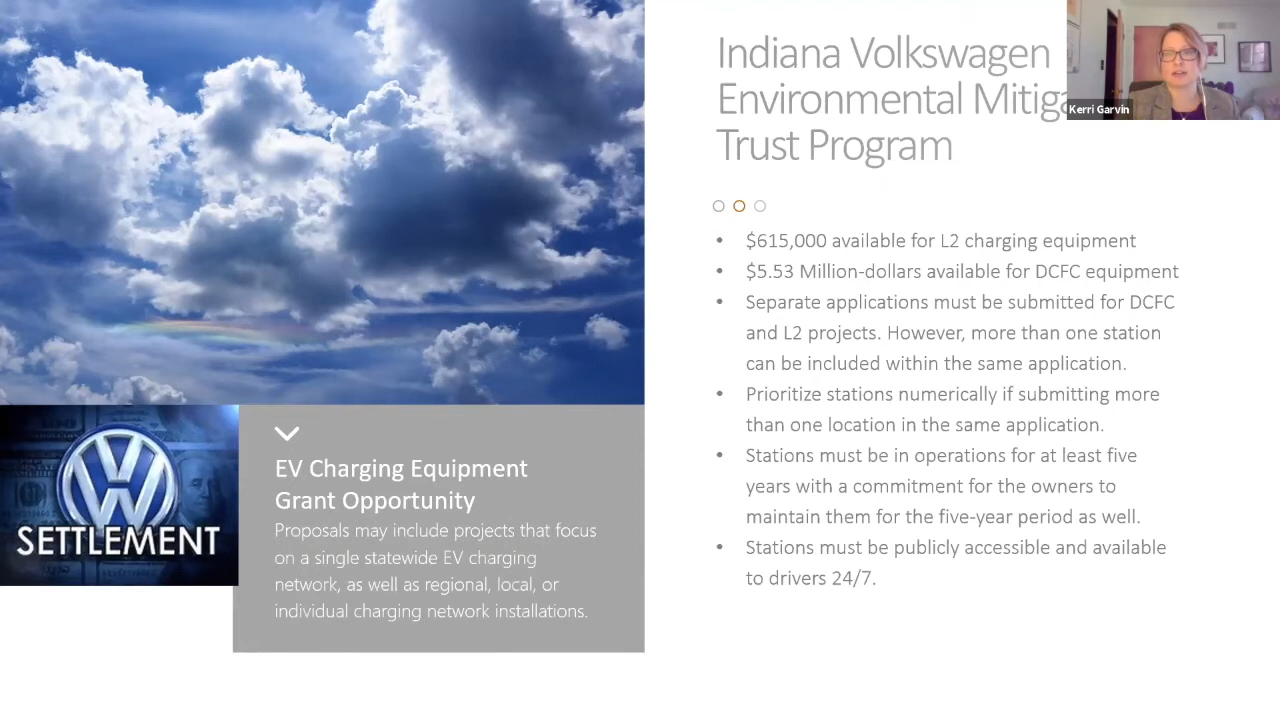 Indiana Volkswagen
Environmental Mitiga
Trust Program
Kerri Garvin
• $615,000 available for L2 charging equipment
• $5.53 Million-dollars available for DCFC equipment
• Separate applications must be submitted for DCFC
and L2 projects. However, more than one station
can be included within the same application.
• Prioritize stations numerically if submitting more
than one location in the same application.
• Stations must be in operations for at least five
years with a commitment for the owners to
maintain them for the five-year period as well.
• Stations must be publicly accessible and available
to drivers 24/7.
SETTLEMENT
EV Charging Equipment
Grant Opportunity
Proposals may include projects that focus
on a single statewide EV charging
network, as well as regional, local, or
individual charging network installations.